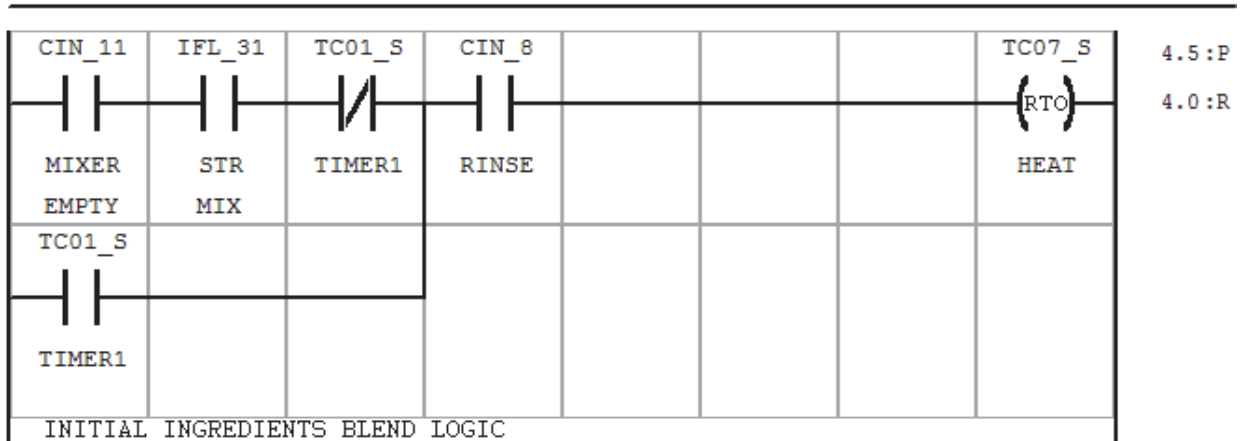 CIN_11 IFL_31 TC01_S CIN_8 TC07_S 4.5:P
RTO 4.0:R
MIXER STR TIMER1 RINSE HEAT
EMPTY MIX
TC01_S
TIMER1
INITIAL INGREDIENTS BLEND LOGIC